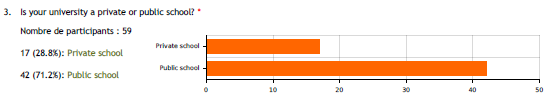 3. Is your university a private or public school? *
Nombre de participants : 59
17 (28.8%): Private school
42 (71.2%): Public school
Private school
Public school
0 10 20 30 40 50